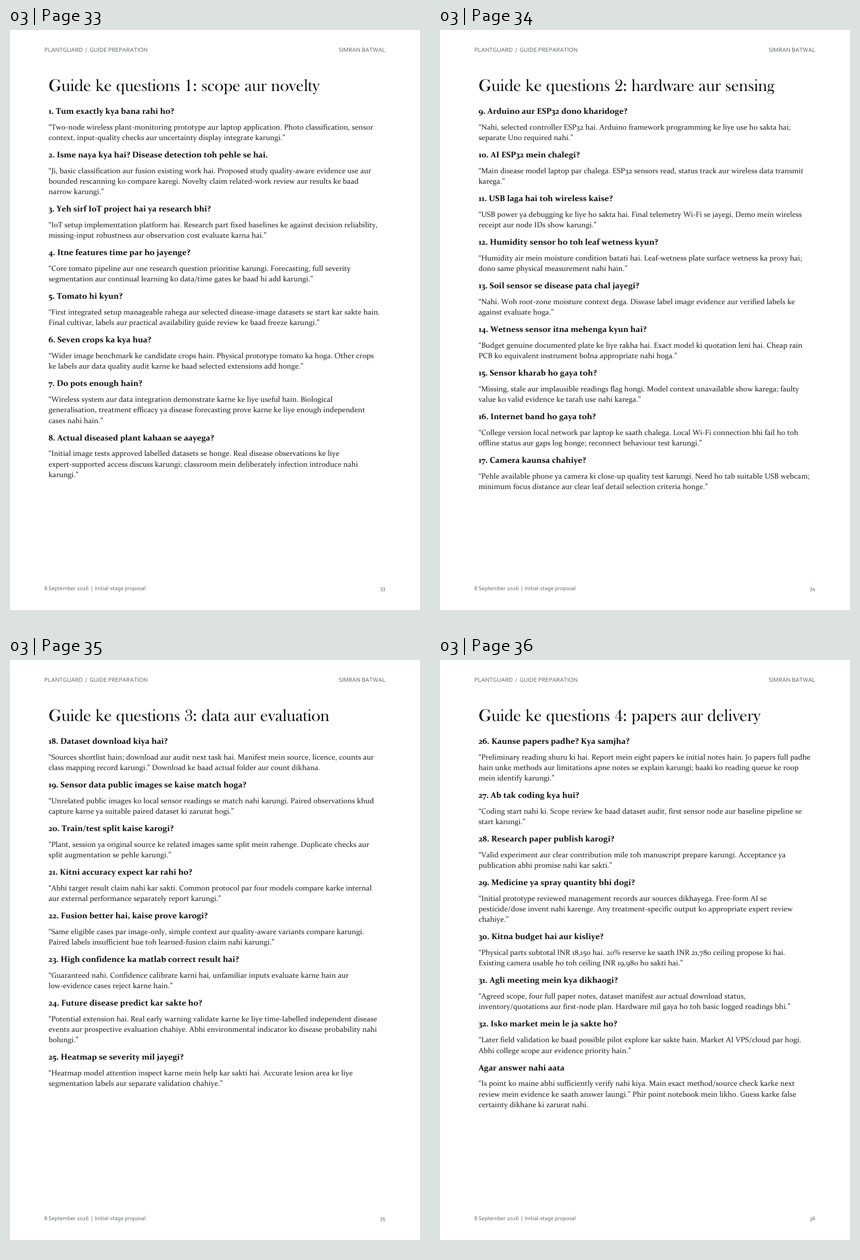 03 | Page 33
PLANTGUARD / GUIDE PREPARATION
SIMRAN BATWAL
Guide ke questions 1: scope aur novelty
1. Tum exactly kya bana rahi ho?
"Two-node wireless plant-monitoring prototype aur laptop application. Photo classification, sensor
context, input-quality checks aur uncertainty display integrate karungi."
2. Isme naya kya hai? Disease detection toh pehle se hai.
"Ji, basic classification aur fusion existing work hai. Proposed study quality-aware evidence use aur
bounded rescanning ko compare karegi. Novelty claim related-work review aur results ke baad
narrow karungi."
3. Yeh sirf IoT project hai ya research bhi?
"IoT setup implementation platform hai. Research part fixed baselines ke against decision reliability,
missing-input robustness aur observation cost evaluate karna hai."
4. Itne features time par ho jayenge?
"Core tomato pipeline aur one research question prioritise karungi. Forecasting, full severity
segmentation aur continual learning ko data/time gates ke baad hi add karungi."
5. Tomato hi kyun?
"First integrated setup manageable rahega aur selected disease-image datasets se start kar sakte hain.
Final cultivar, labels aur practical availability guide review ke baad freeze karungi."
6. Seven crops ka kya hua?
"Wider image benchmark ke candidate crops hain. Physical prototype tomato ka hoga. Other crops
ke labels aur data quality audit karne ke baad selected extensions add honge."
7. Do pots enough hain?
"Wireless system aur data integration demonstrate karne ke liye useful hain. Biological
generalisation, treatment efficacy ya disease forecasting prove karne ke liye enough independent
cases nahi hain."
8. Actual diseased plant kahaan se aayega?
"Initial image tests approved labelled datasets se honge. Real disease observations ke liye
expert-supported access discuss karungi; classroom mein deliberately infection introduce nahi
karungi."
8 September 2026 | Initial-stage proposal
33
03 | Page 34
PLANTGUARD / GUIDE PREPARATION
SIMRAN BATWAL
Guide ke questions 2: hardware aur sensing
9. Arduino aur ESP32 dono kharidoge?
"Nahi, selected controller ESP32 hai. Arduino framework programming ke liye use ho sakta hai;
separate Uno required nahi."
10. AI ESP32 mein chalega?
"Main disease model laptop par chalega. ESP32 sensors read, status track aur wireless data transmit
karega."
11. USB laga hai toh wireless kaise?
"USB power ya debugging ke liye ho sakta hai. Final telemetry Wi-Fi se jayegi. Demo mein wireless
receipt aur node IDs show karungi."
12. Humidity sensor ho toh leaf wetness kyun?
"Humidity air mein moisture condition batati hai. Leaf-wetness plate surface wetness ka proxy hai;
dono same physical measurement nahi hain."
13. Soil sensor se disease pata chal jayegi?
"Nahi. Woh root-zone moisture context dega. Disease label image evidence aur verified labels ke
against evaluate hoga."
14. Wetness sensor itna mehenga kyun hai?
"Budget genuine documented plate ke liye rakha hai. Exact model ki quotation leni hai. Cheap rain
PCB ko equivalent instrument bolna appropriate nahi hoga."
15. Sensor kharab ho gaya toh?
"Missing, stale aur implausible readings flag hongi. Model context unavailable show karega; faulty
value ko valid evidence ke tarah use nahi karega."
16. Internet band ho gaya toh?
"College version local network par laptop ke saath chalega. Local Wi-Fi connection bhi fail ho toh
offline status aur gaps log honge; reconnect behaviour test karungi."
17. Camera kaunsa chahiye?
"Pehle available phone ya camera ki close-up quality test karungi. Need ho tab suitable USB webcam;
minimum focus distance aur clear leaf detail selection criteria honge."
8 September 2026 | Initial-stage proposal
34
03 | Page 35
PLANTGUARD / GUIDE PREPARATION
SIMRAN BATWAL
Guide ke questions 3: data aur evaluation
18. Dataset download kiya hai?
"Sources shortlist hain; download aur audit next task hai. Manifest mein source, licence, counts aur
class mapping record karungi." Download ke baad actual folder aur count dikhana.
19. Sensor data public images se kaise match hoga?
"Unrelated public images ko local sensor readings se match nahi karungi. Paired observations khud
capture karne ya suitable paired dataset ki zarurat hogi."
20. Train/test split kaise karogi?
"Plant, session ya original source ke related images same split mein rahenge. Duplicate checks aur
split augmentation se pehle karungi."
21. Kitni accuracy expect kar rahi ho?
"Abhi target result claim nahi kar sakti. Common protocol par four models compare karke internal
aur external performance separately report karungi."
22. Fusion better hai, kaise prove karogi?
"Same eligible cases par image-only, simple context aur quality-aware variants compare karungi.
Paired labels insufficient hue toh learned-fusion claim nahi karungi."
23. High confidence ka matlab correct result hai?
"Guaranteed nahi. Confidence calibrate karni hai, unfamiliar inputs evaluate karne hain aur
low-evidence cases reject karne hain."
24. Future disease predict kar sakte ho?
"Potential extension hai. Real early warning validate karne ke liye time-labelled independent disease
events aur prospective evaluation chahiye. Abhi environmental indicator ko disease probability nahi
bolungi."
25. Heatmap se severity mil jayegi?
"Heatmap model attention inspect karne mein help kar sakti hai. Accurate lesion area ke liye
segmentation labels aur separate validation chahiye."
8 September 2026 | Initial-stage proposal
35
03 | Page 36
PLANTGUARD / GUIDE PREPARATION
SIMRAN BATWAL
Guide ke questions 4: papers aur delivery
26. Kaunse papers padhe? Kya samjha?
"Preliminary reading shuru ki hai. Report mein eight papers ke initial notes hain. Jo papers full padhe
hain unke methods aur limitations apne notes se explain karungi; baaki ko reading queue ke roop
mein identify karungi."
27. Ab tak coding kya hui?
"Coding start nahi ki. Scope review ke baad dataset audit, first sensor node aur baseline pipeline se
start karungi."
28. Research paper publish karogi?
"Valid experiment aur clear contribution mile toh manuscript prepare karungi. Acceptance ya
publication abhi promise nahi kar sakti."
29. Medicine ya spray quantity bhi dogi?
"Initial prototype reviewed management records aur sources dikhayega. Free-form AI se
pesticide/dose invent nahi karenge. Any treatment-specific output ko appropriate expert review
chahiye."
30. Kitna budget hai aur kisliye?
"Physical parts subtotal INR 18,150 hai. 20% reserve ke saath INR 21,780 ceiling propose ki hai.
Existing camera usable ho toh ceiling INR 19,980 ho sakti hai."
31. Agli meeting mein kya dikhaogi?
"Agreed scope, four full paper notes, dataset manifest aur actual download status,
inventory/quotations aur first-node plan. Hardware mil gaya ho toh basic logged readings bhi."
32. Isko market mein le ja sakte ho?
"Later field validation ke baad possible pilot explore kar sakte hain. Market AI VPS/cloud par hogi.
Abhi college scope aur evidence priority hain."
Agar answer nahi aata
"Is point ko maine abhi sufficiently verify nahi kiya. Main exact method/source check karke next
review mein evidence ke saath answer laungi." Phir point notebook mein likho. Guess karke false
certainty dikhane ki zarurat nahi.
8 September 2026 | Initial-stage proposal
36